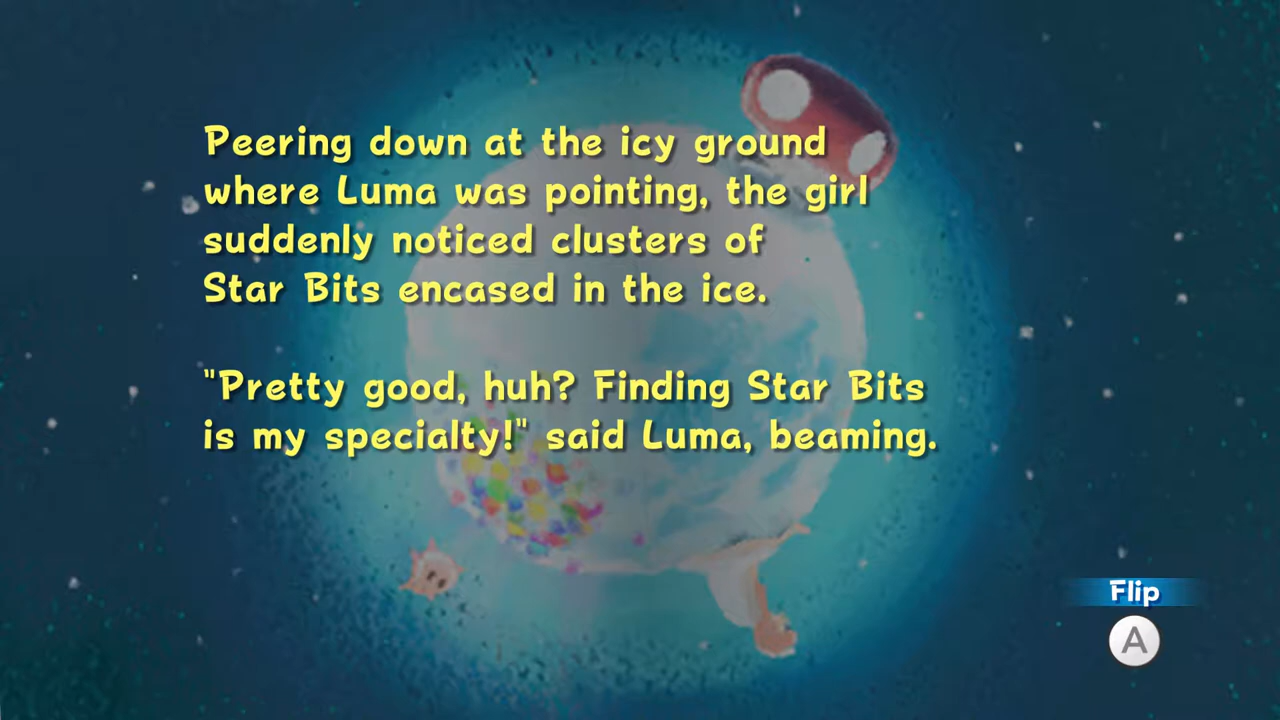 Peering down at the icy ground
where Luma was pointing, the girl
suddenly noticed clusters of
Star Bits encased in the ice.
"Pretty good, huh? Finding Star Bits
is my specialty!" said Luma, beaming.
Flip
A